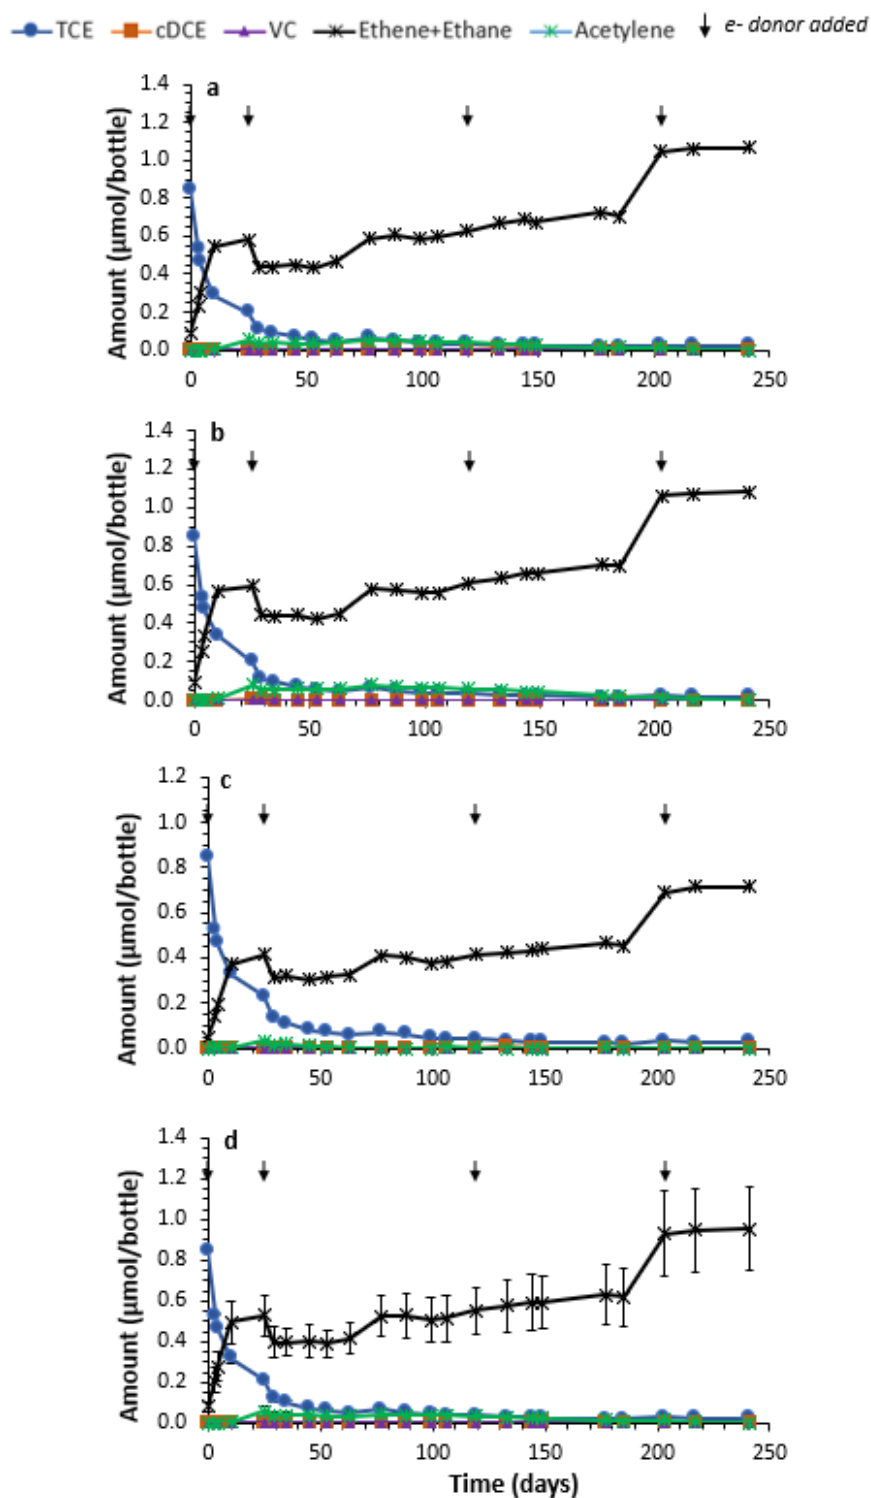 TCE cDCE VC Ethene+Ethane Acetylene e- donor added
a
Amount (µmol/bottle)
1.4
1.2
1.0
0.8
0.6
0.4
0.2
0.0
0 50 100 150 200 250
b
Amount (µmol/bottle)
1.4
1.2
1.0
0.8
0.6
0.4
0.2
0.0
0 50 100 150 200 250
c
Amount (µmol/bottle)
1.2
1.0
0.8
0.6
0.4
0.2
0.0
0 50 100 150 200 250
d
Amount (µmol/bottle)
1.4
1.2
1.0
0.8
0.6
0.4
0.2
0.0
0 50 100 150 200 250
Time (days)